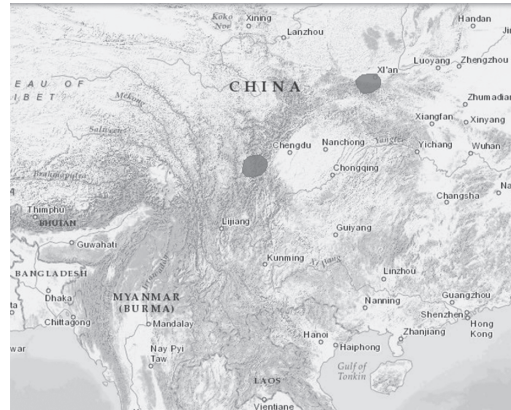 Koko
Nor
Xining
Handan
Lanzhou
Ji
Luoyang
Zhengzhou
XI'an
CHINA
EAU OF
IBET
Mekong
Salween
Zhumadian
Xiangfan
Xinyang
Chengdu
Nanchong
Yangtze
Yichang
Wuhan
Chongqing
Brahmaputra
Changsha
Na
Thimphu
BHUTAN
Lijiang
Guiyang
Guwahati
Kunming
Xi Jiang
BANGLADESH
Linzhou
Dhaka
MYANMAR
(BURMA)
Nanning
Guangzhou
Shenzhen
Hong
Kong
Chittagong
Mandalay
Hanoi
Haiphong
Zhanjiang
war
Nay Pyi
Taw
Gulf of
Tonkin
LAOS
Vientiane